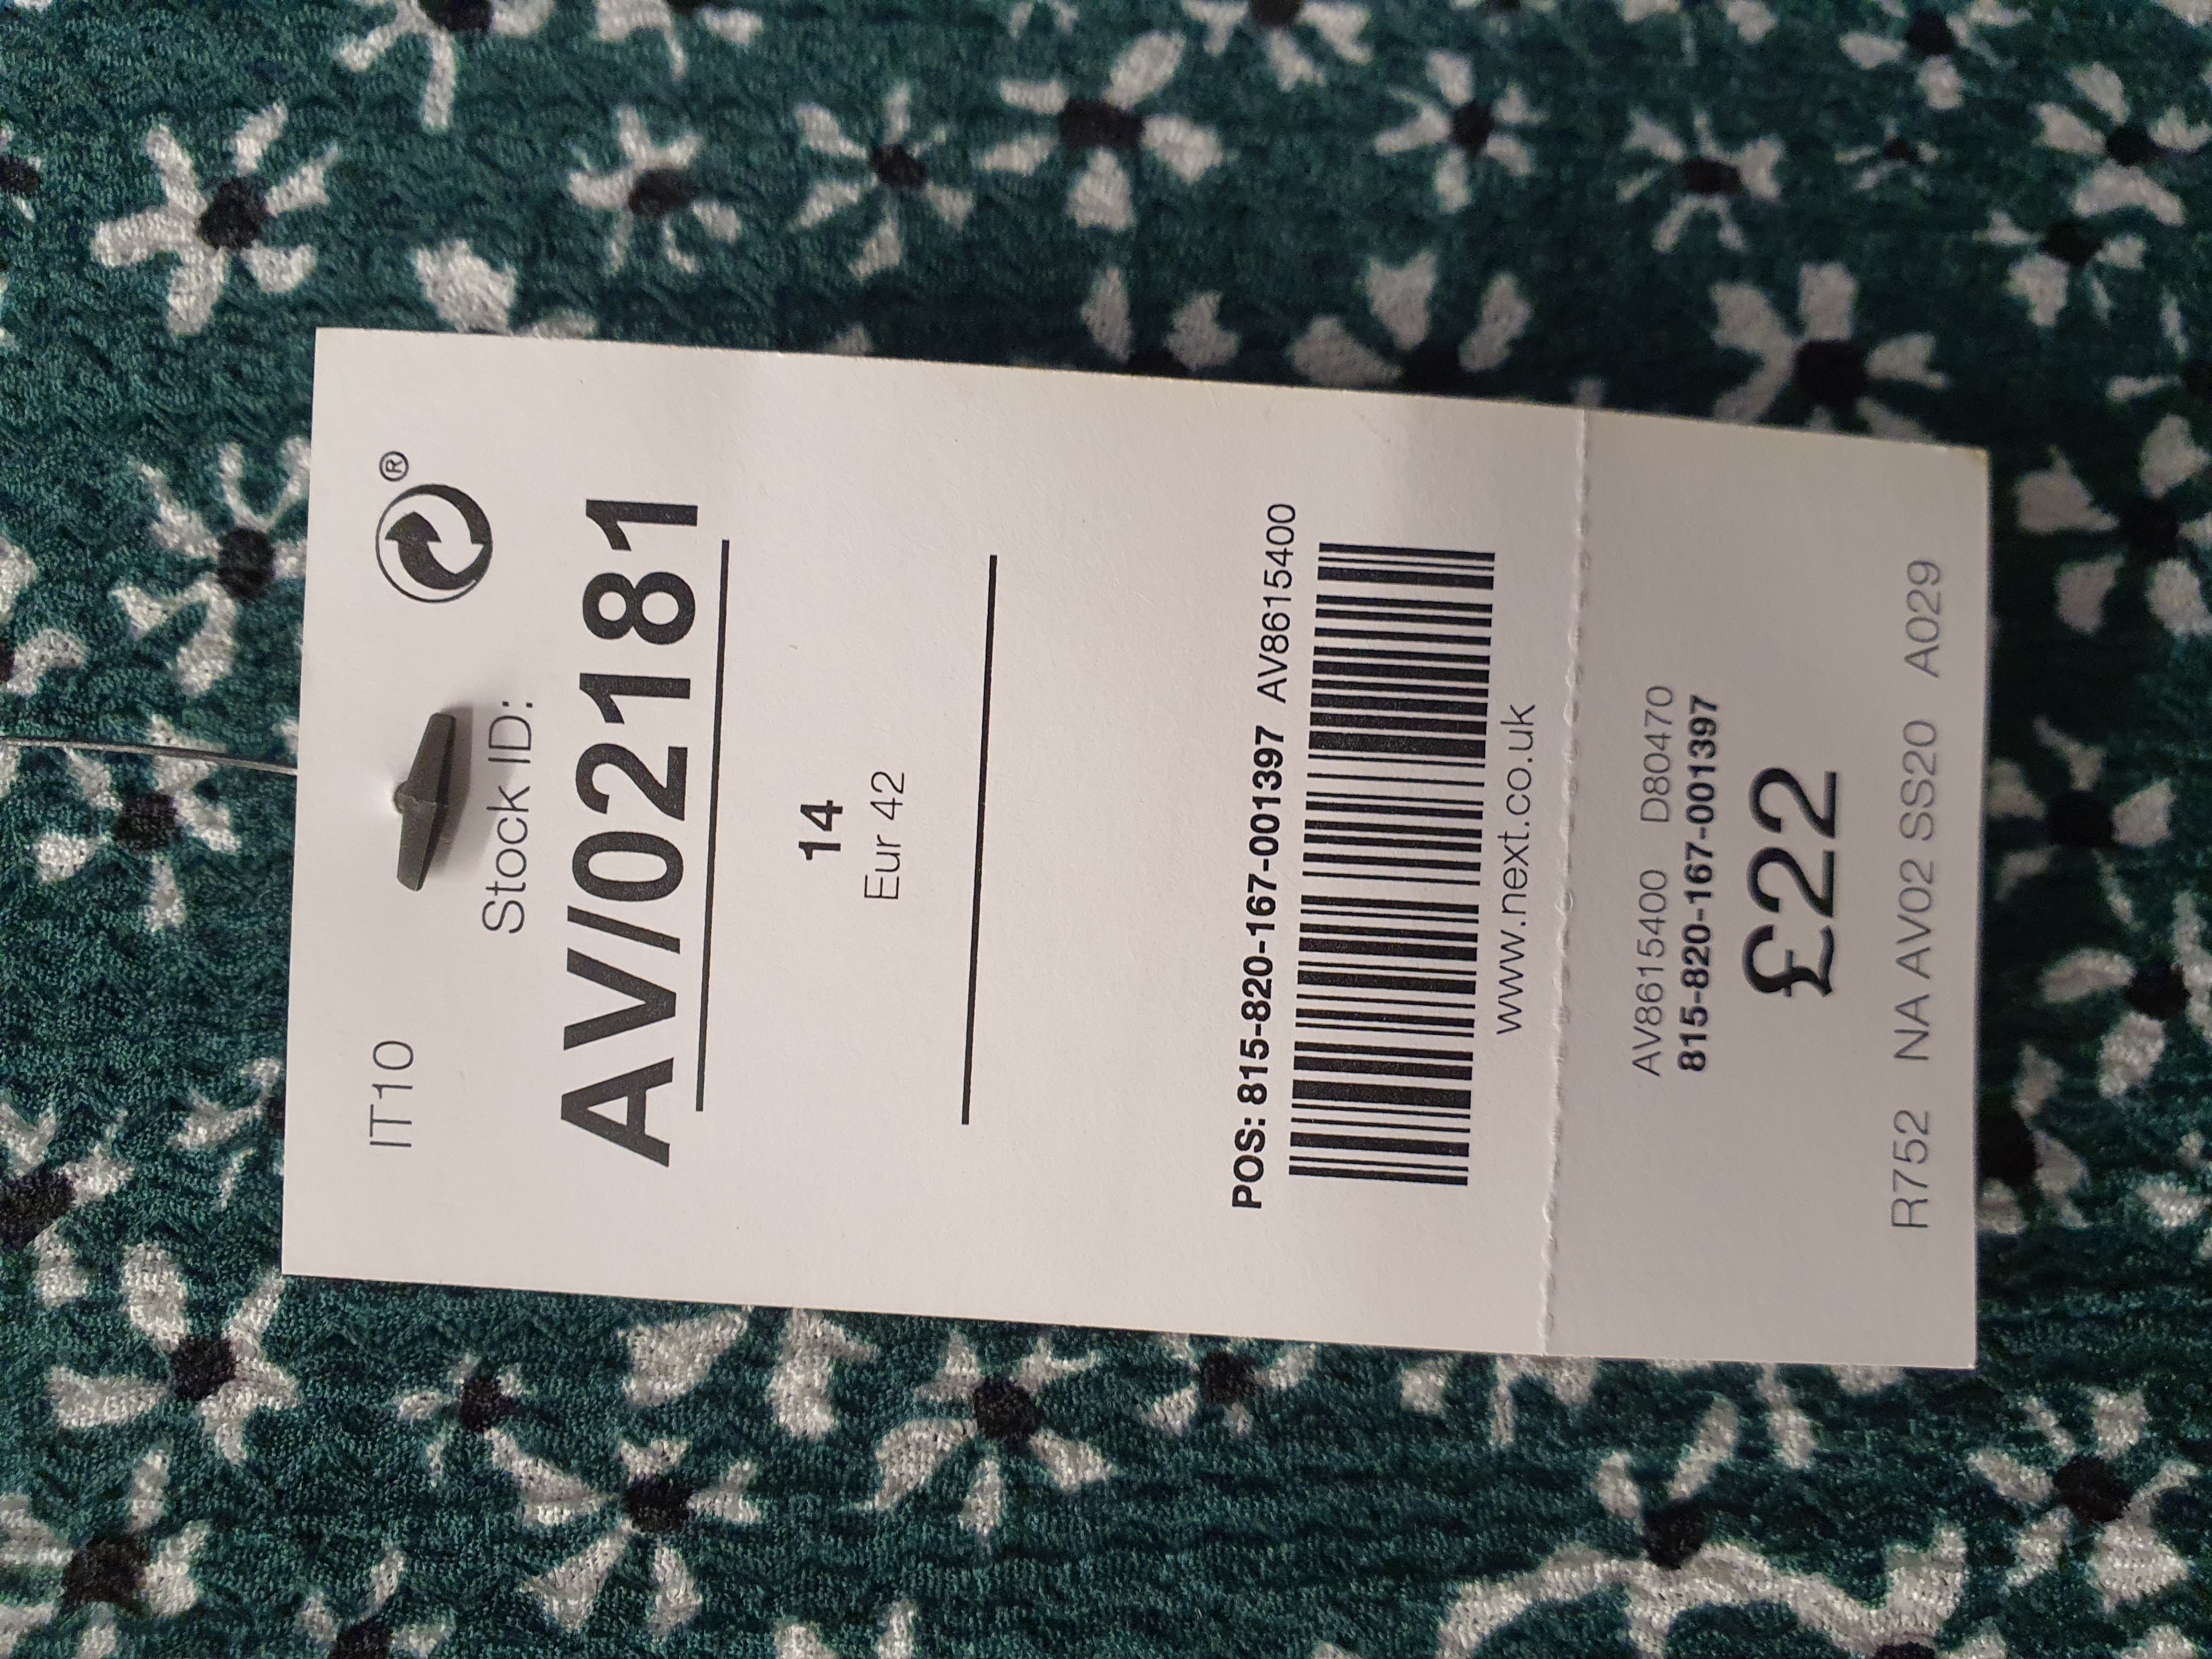 IT10 ®
Stock ID:
AV/02181
14
Eur 42
POS: 815-820-167-001397 AV8615400
www.next.co.uk
AV8615400 D80470
815-820-167-001397
£22
R752 NA AV02 SS20 A029